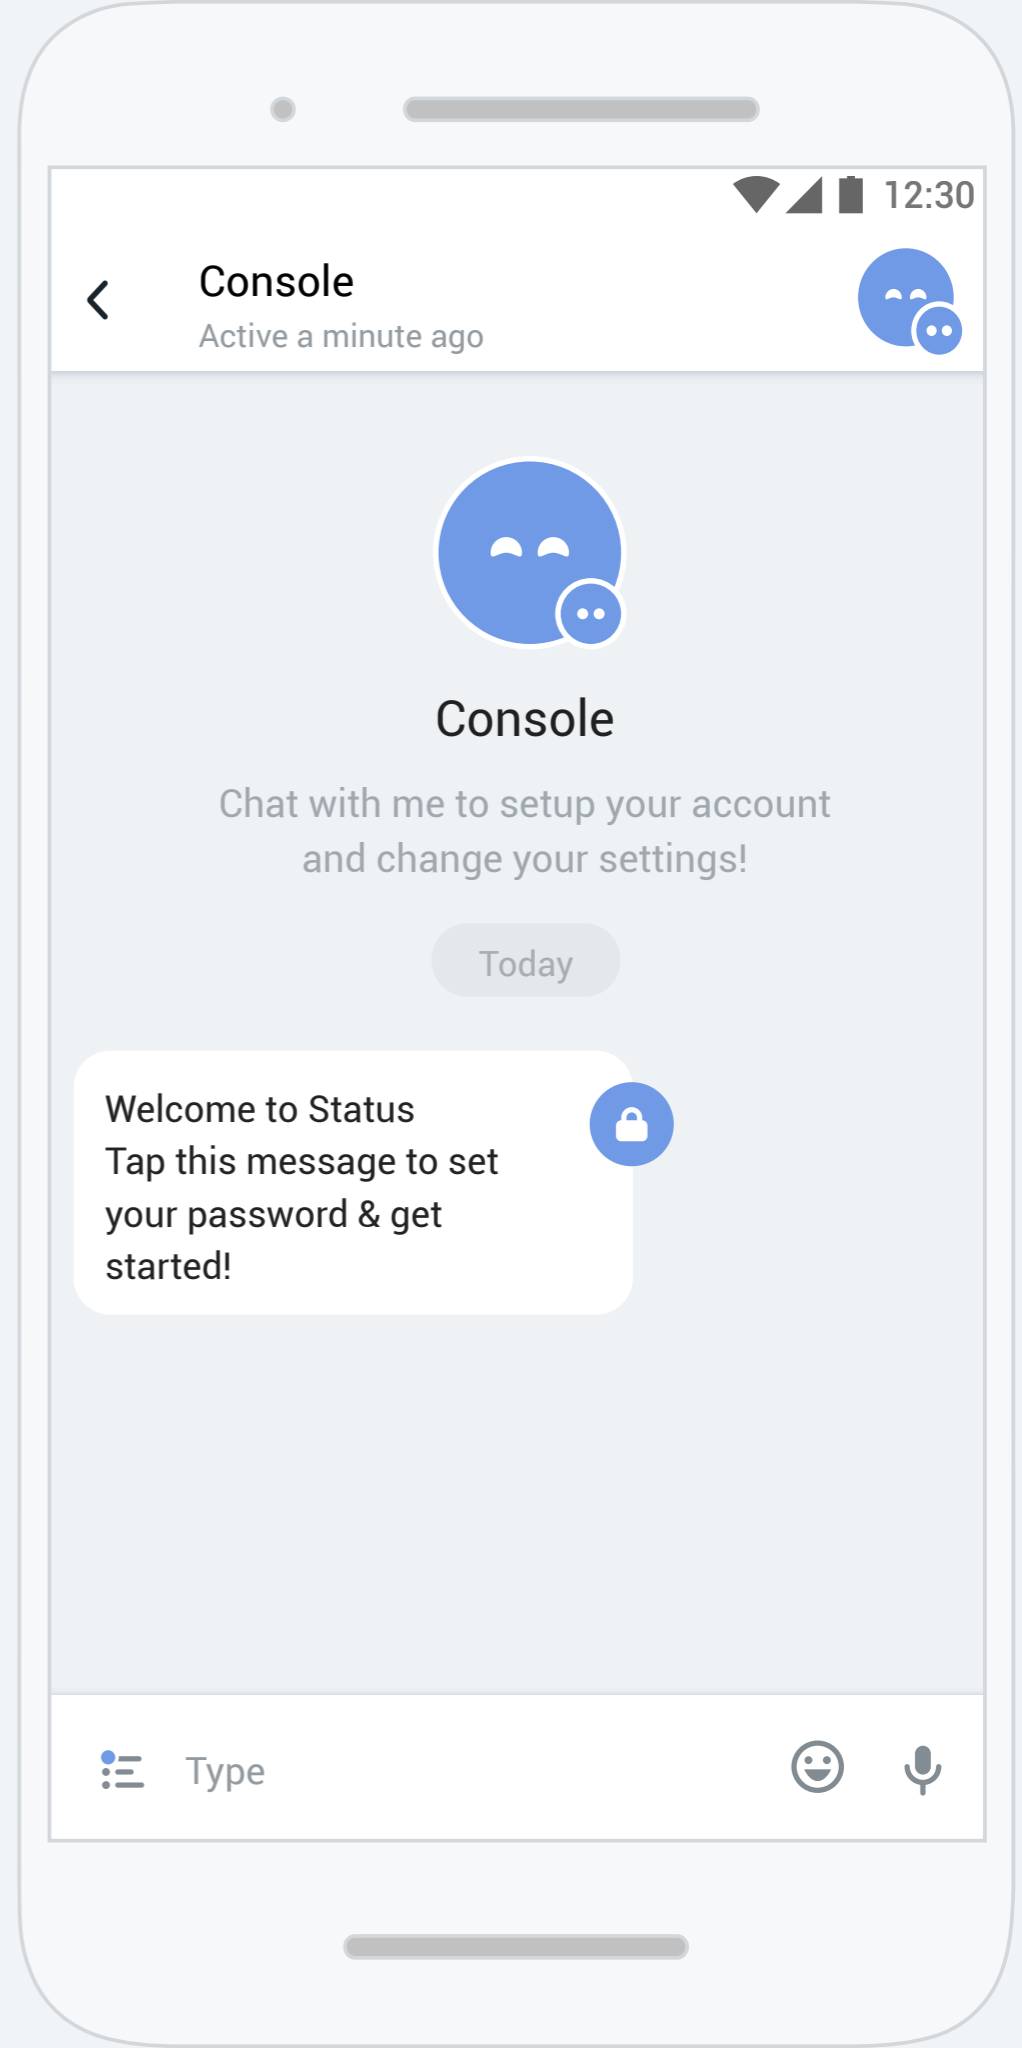 12:30
Console
Active a minute ago
Console
Chat with me to setup your account
and change your settings!
Today
Welcome to Status
Tap this message to set
your password & get
started!
Type